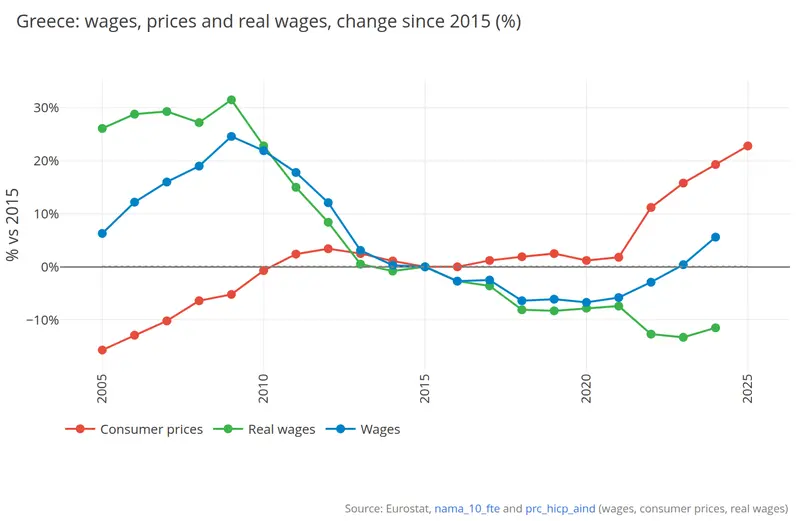 Greece: wages, prices and real wages, change since 2015 (%)
% vs 2015
30%
20%
10%
0%
−10%
2005
2010
2015
2020
2025
Consumer prices
Real wages
Wages
Source: Eurostat, nama_10_fte and prc_hicp_aind (wages, consumer prices, real wages)